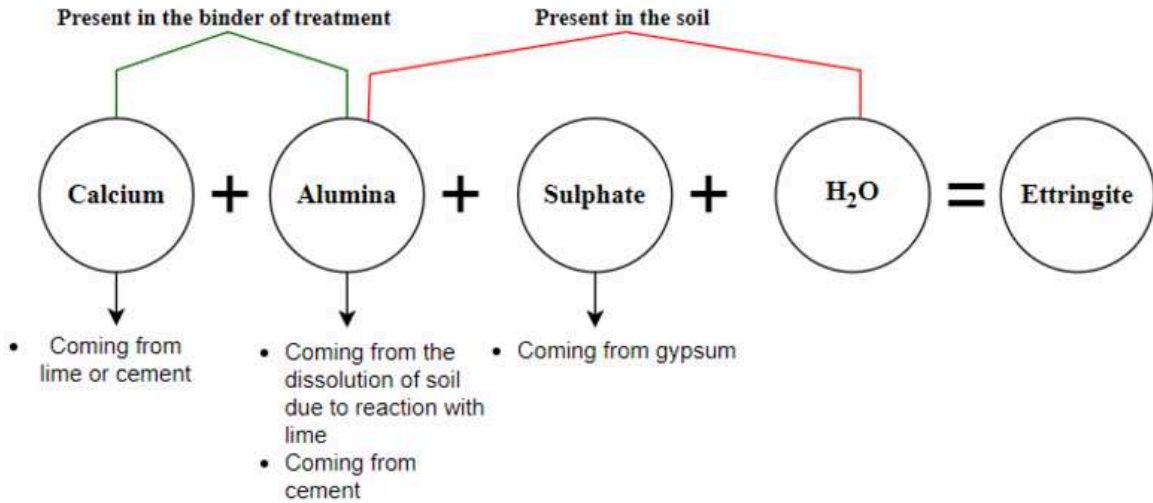 Present in the binder of treatment
Present in the soil
Calcium
+
Alumina
+
Sulphate
+
H₂O
=
Ettringite
• Coming from
lime or cement
• Coming from the
dissolution of soil
due to reaction with
lime
• Coming from
cement
• Coming from gypsum